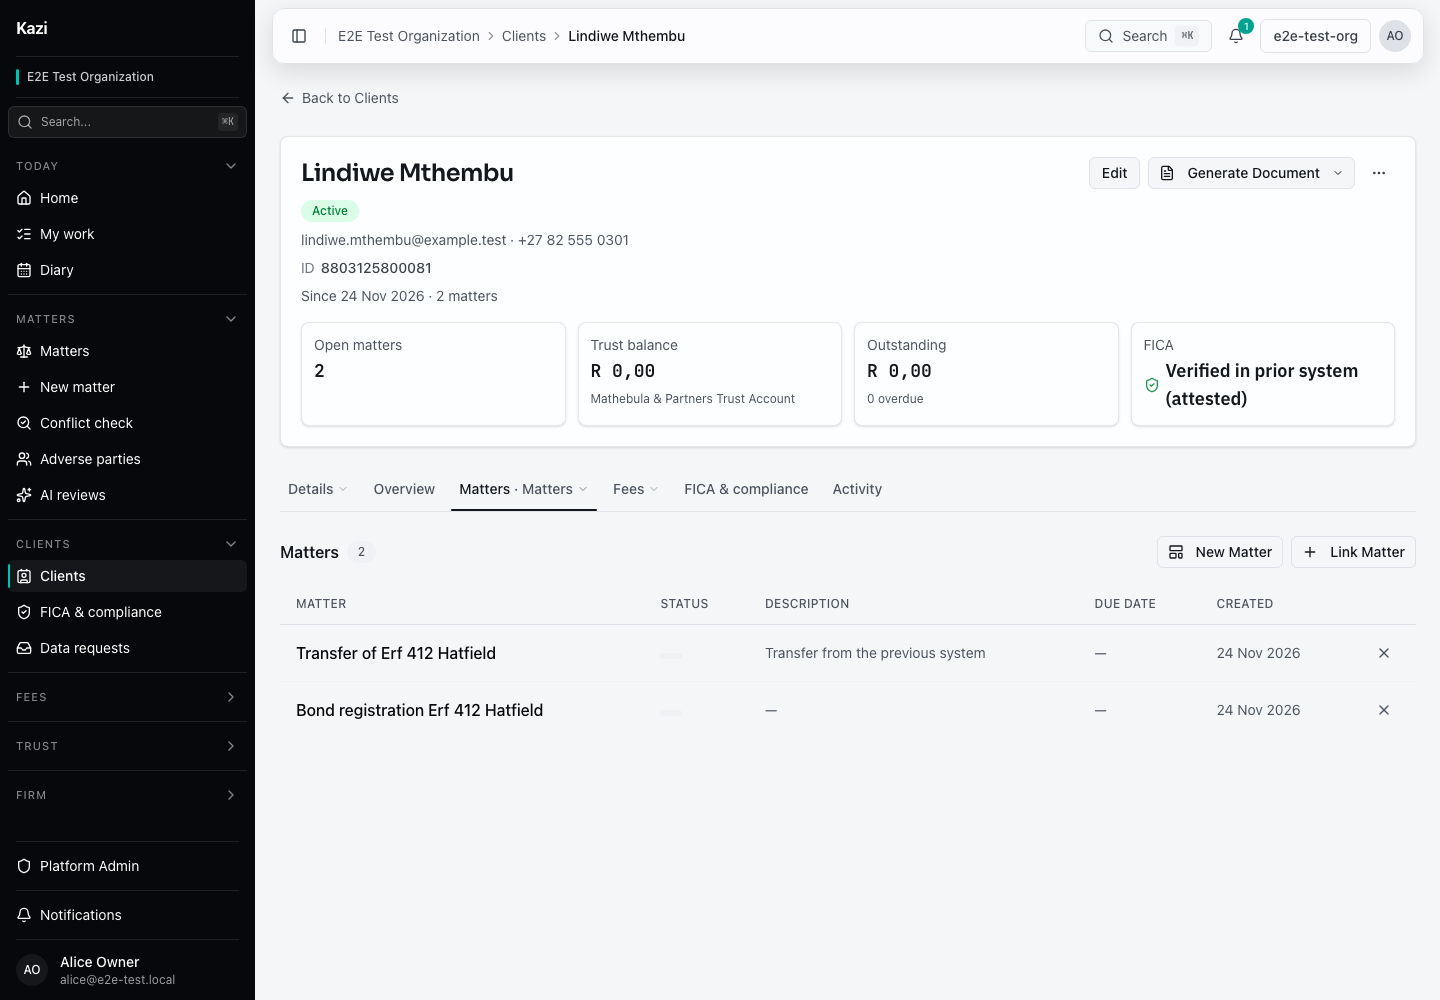 Kazi
E2E Test Organization
Search...
⌘K
TODAY
Home
My work
Diary
MATTERS
Matters
New matter
Conflict check
Adverse parties
AI reviews
CLIENTS
Clients
FICA & compliance
Data requests
FEES
TRUST
FIRM
Platform Admin
Notifications
AO
Alice Owner
alice@e2e-test.local
E2E Test Organization > Clients > Lindiwe Mthembu
Search ⌘K
1
e2e-test-org
AO
Back to Clients
Lindiwe Mthembu
Edit
Generate Document
Active
lindiwe.mthembu@example.test · +27 82 555 0301
ID 8803125800081
Since 24 Nov 2026 · 2 matters
Open matters
2
Trust balance
R 0,00
Mathebula & Partners Trust Account
Outstanding
R 0,00
0 overdue
FICA
Verified in prior system
(attested)
Details
Overview
Matters · Matters
Fees
FICA & compliance
Activity
Matters 2
New Matter
Link Matter
MATTER STATUS DESCRIPTION DUE DATE CREATED
Transfer of Erf 412 Hatfield Transfer from the previous system — 24 Nov 2026
Bond registration Erf 412 Hatfield — — 24 Nov 2026